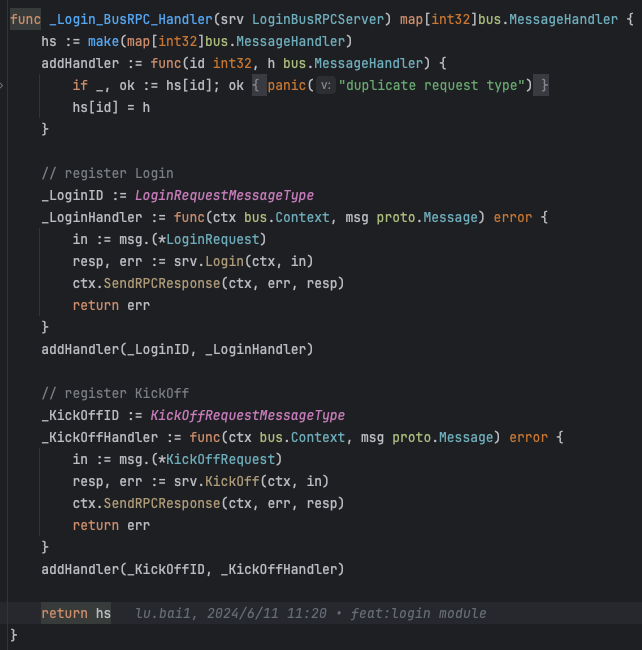 func _Login_BusRPC_Handler(srv LoginBusRPCServer) map[int32]bus.MessageHandler {
    hs := make(map[int32]bus.MessageHandler)
    addHandler := func(id int32, h bus.MessageHandler) {
        if _, ok := hs[id]; ok { panic( v: "duplicate request type") }
        hs[id] = h
    }

    // register Login
    _LoginID := LoginRequestMessageType
    _LoginHandler := func(ctx bus.Context, msg proto.Message) error {
        in := msg.(*LoginRequest)
        resp, err := srv.Login(ctx, in)
        ctx.SendRPCResponse(ctx, err, resp)
        return err
    }
    addHandler(_LoginID, _LoginHandler)

    // register KickOff
    _KickOffID := KickOffRequestMessageType
    _KickOffHandler := func(ctx bus.Context, msg proto.Message) error {
        in := msg.(*KickOffRequest)
        resp, err := srv.KickOff(ctx, in)
        ctx.SendRPCResponse(ctx, err, resp)
        return err
    }
    addHandler(_KickOffID, _KickOffHandler)

    return hs   lv.bai1, 2024/6/11 11:20 • feat:login module
}